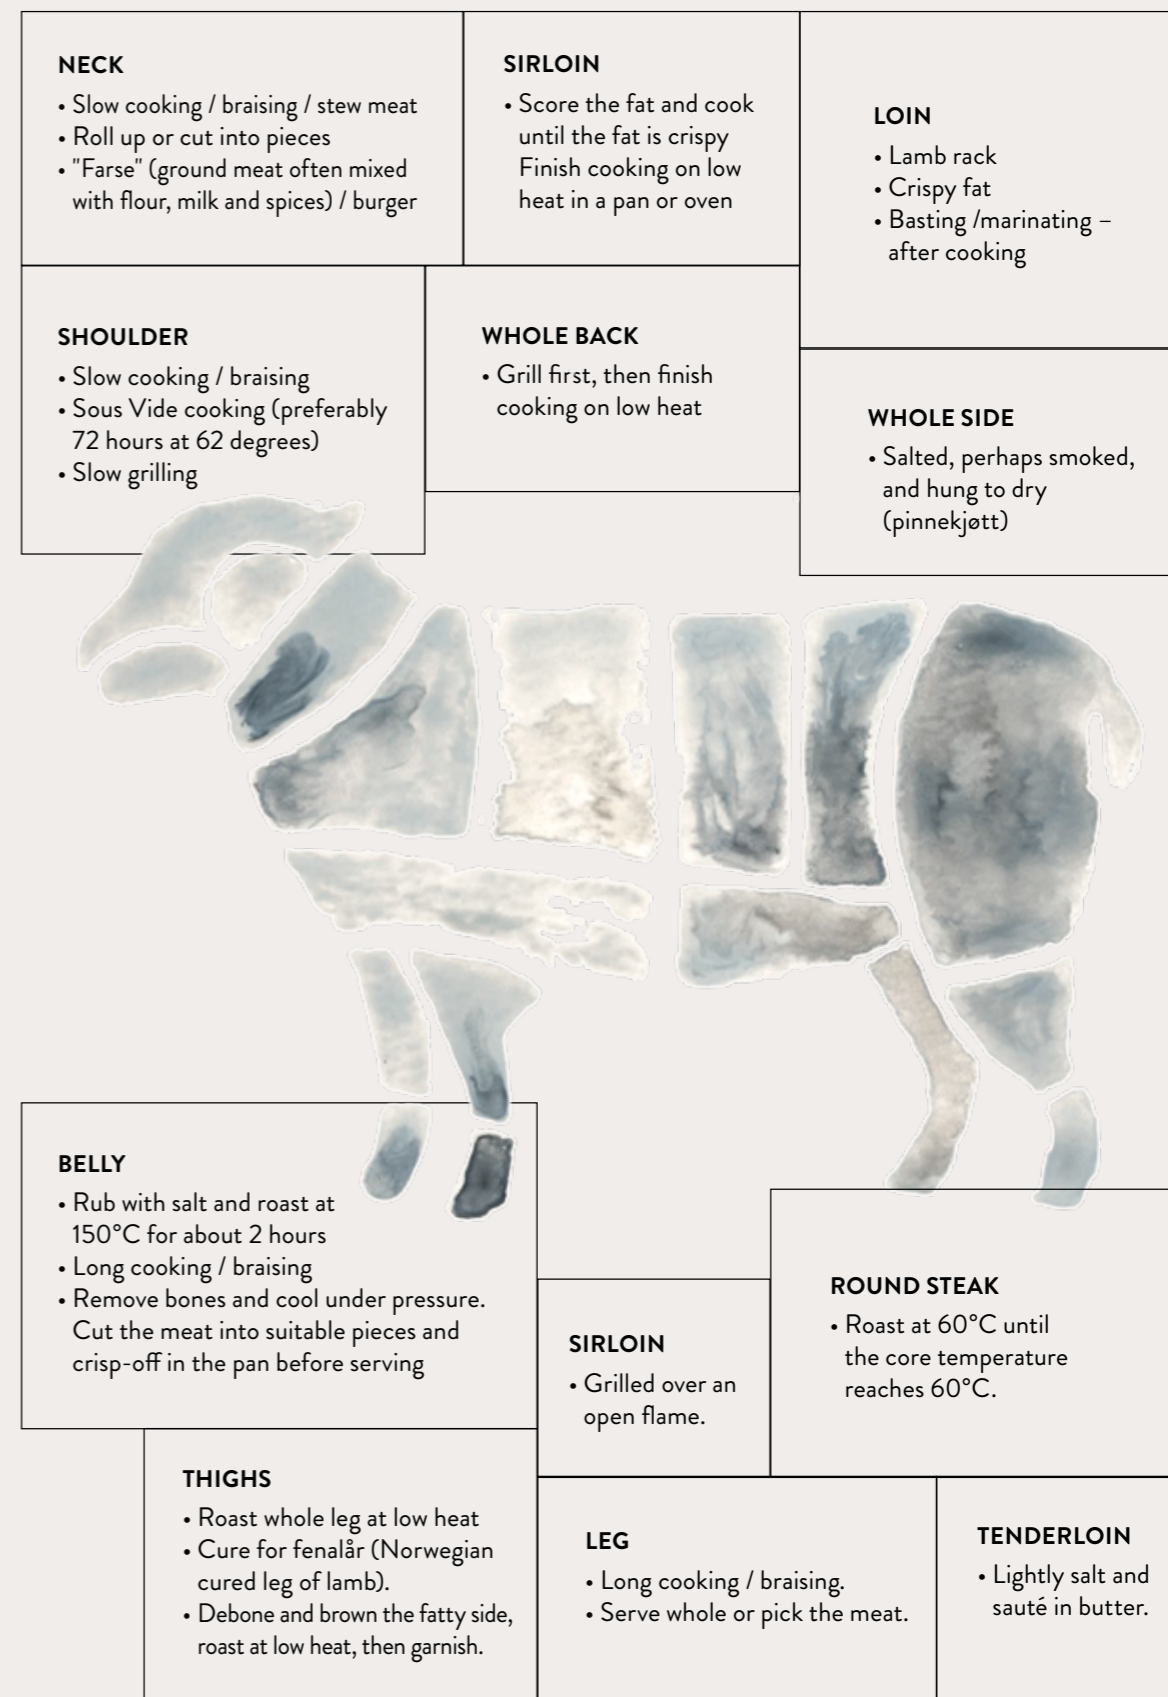 NECK
• Slow cooking / braising / stew meat
• Roll up or cut into pieces
• "Farse" (ground meat often mixed
with flour, milk and spices) / burger
SIRLOIN
• Score the fat and cook
until the fat is crispy
Finish cooking on low
heat in a pan or oven
LOIN
• Lamb rack
• Crispy fat
• Basting /marinating –
after cooking
SHOULDER
• Slow cooking / braising
• Sous Vide cooking (preferably
72 hours at 62 degrees)
• Slow grilling
WHOLE BACK
• Grill first, then finish
cooking on low heat
WHOLE SIDE
• Salted, perhaps smoked,
and hung to dry
(pinnekjøtt)
BELLY
• Rub with salt and roast at
150°C for about 2 hours
• Long cooking / braising
• Remove bones and cool under pressure.
Cut the meat into suitable pieces and
crisp-off in the pan before serving
SIRLOIN
• Grilled over an
open flame.
ROUND STEAK
• Roast at 60°C until
the core temperature
reaches 60°C.
THIGHS
• Roast whole leg at low heat
• Cure for fenalår (Norwegian
cured leg of lamb).
• Debone and brown the fatty side,
roast at low heat, then garnish.
LEG
• Long cooking / braising.
• Serve whole or pick the meat.
TENDERLOIN
• Lightly salt and
sauté in butter.